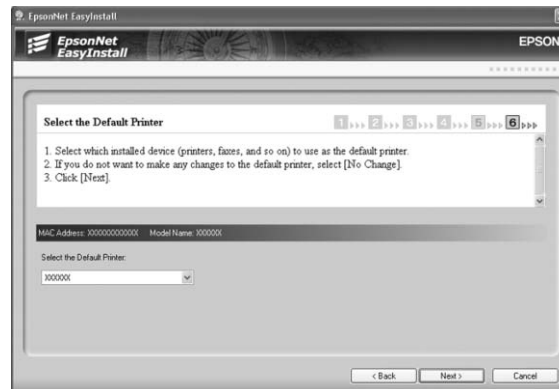 EpsonNet EasyInstall
EpsonNet
EasyInstall
EPSON
Select the Default Printer
1 2 3 4 5 6
1. Select which installed device (printers, faxes, and so on) to use as the default printer.
2. If you do not want to make any changes to the default printer, select [No Change].
3. Click [Next].
MAC Address: XXXXXXXXXXXX Model Name: XXXXXX
Select the Default Printer:
XXXXXX
< Back Next > Cancel